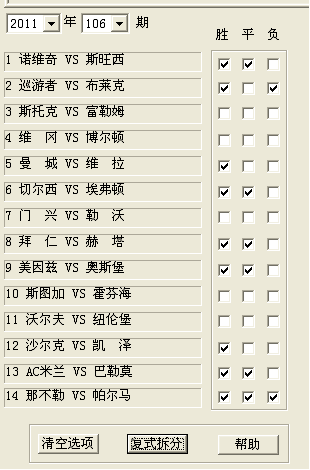 2011 年 106 期
胜 平 负
1 诺维奇 VS 斯旺西
2 巡游者 VS 布莱克
3 斯托克 VS 富勒姆
4 维　冈 VS 博尔顿
5 曼　城 VS 维　拉
6 切尔西 VS 埃弗顿
7 门　兴 VS 勒　沃
8 拜　仁 VS 赫　塔
9 美因兹 VS 奥斯堡
10 斯图加 VS 霍芬海
11 沃尔夫 VS 纽伦堡
12 沙尔克 VS 凯　泽
13 AC米兰 VS 巴勒莫
14 那不勒 VS 帕尔马
清空选项 复式拆分 帮助